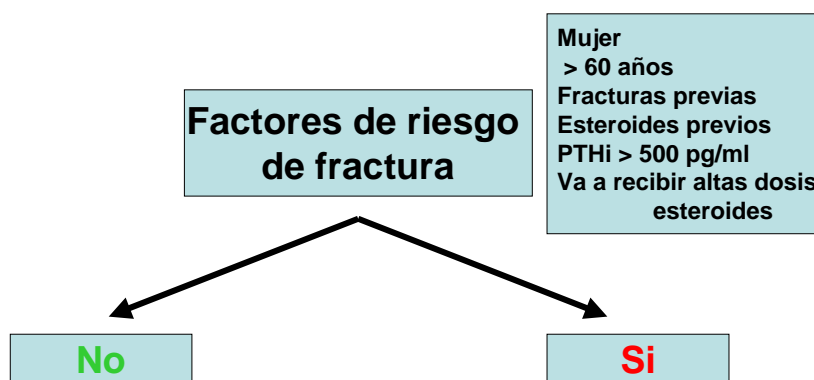 Factores de riesgo
de fractura
Mujer
> 60 años
Fracturas previas
Esteroides previos
PTHi > 500 pg/ml
Va a recibir altas dosis
esteroides
No
Si